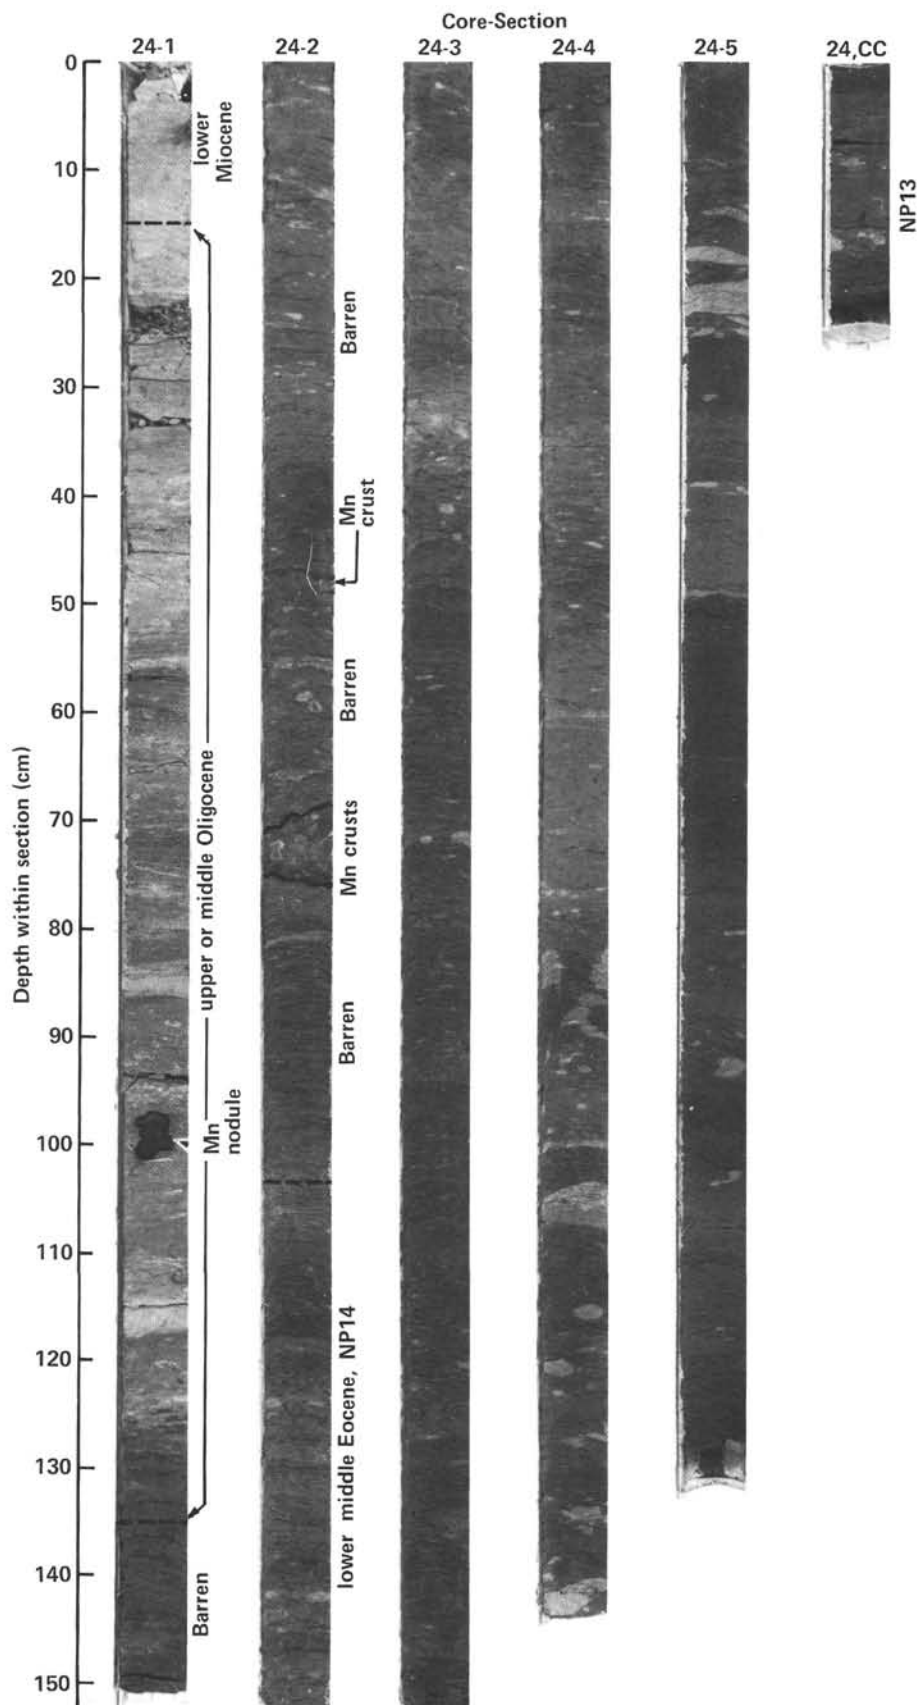 Core-Section
24-1
24-2
24-3
24-4
24-5
24,CC
Depth within section (cm)
0
10
20
30
40
50
60
70
80
90
100
110
120
130
140
150
lower
Miocene
upper or middle Oligocene
Mn
nodule
Barren
Barren
Mn
crust
Barren
Mn crusts
Barren
lower middle Eocene, NP14
NP13